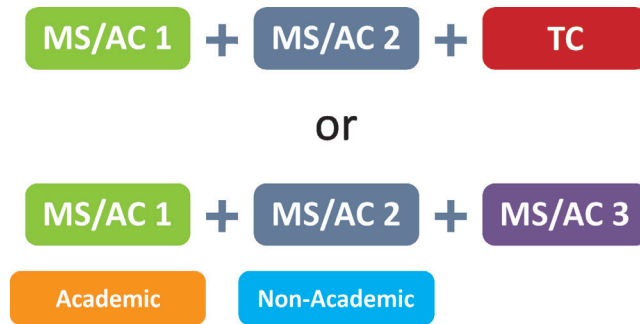 MS/AC 1 + MS/AC 2 + TC
or
MS/AC 1 + MS/AC 2 + MS/AC 3
Academic Non-Academic